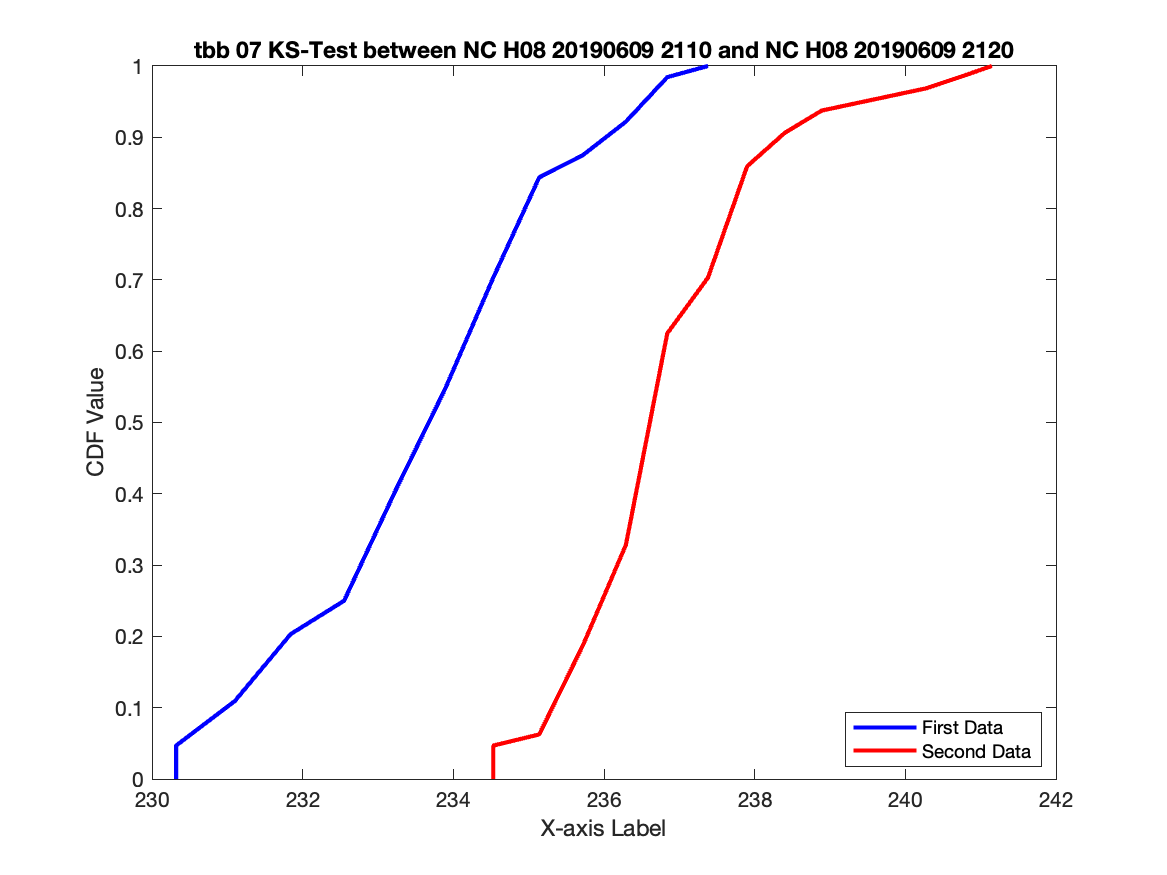 tbb 07 KS-Test between NC H08 20190609 2110 and NC H08 20190609 2120
1
0.9
0.8
0.7
0.6
0.5
0.4
0.3
0.2
0.1
0
CDF Value
First Data
Second Data
230 232 234 236 238 240 242
X-axis Label